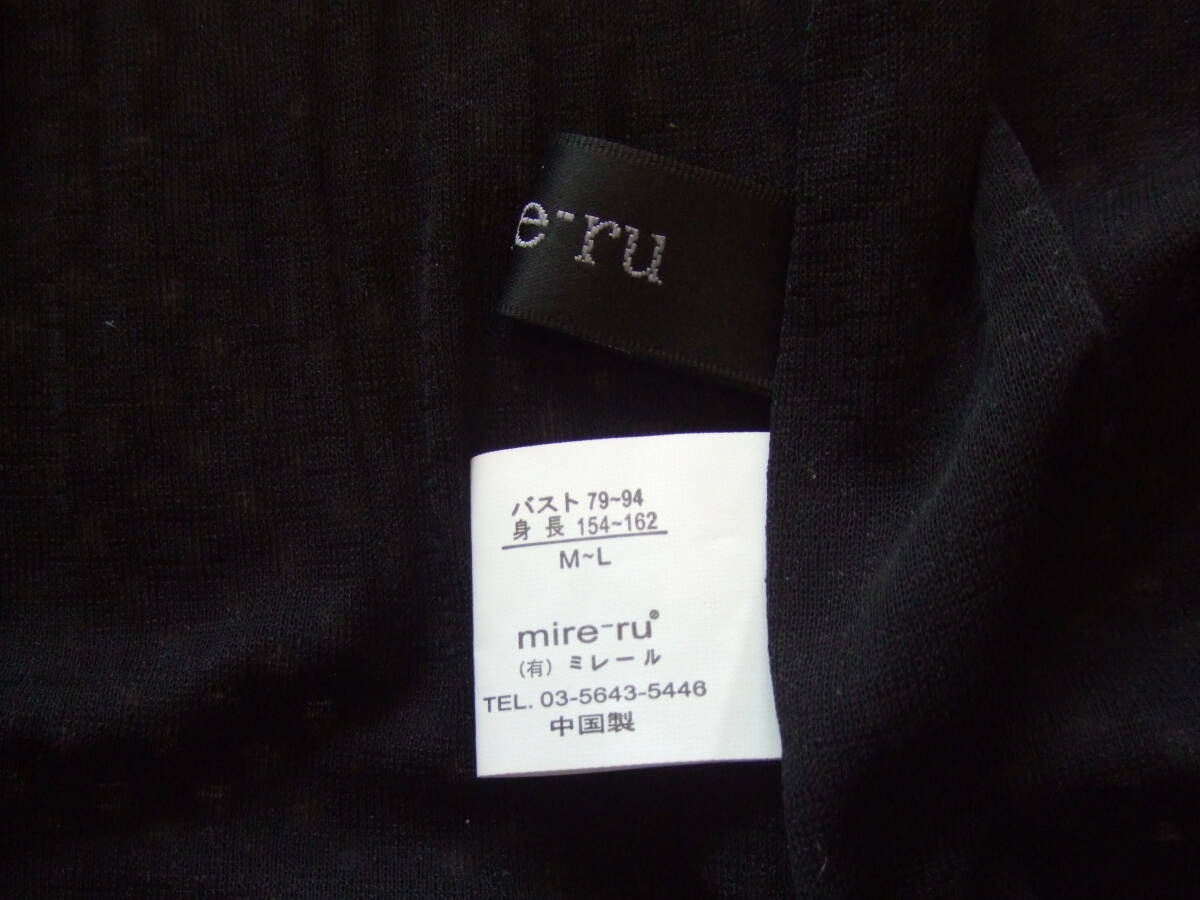 e-ru
バスト 79~94
身長 154~162
M~L
mire-ru®
(有) ミレール
TEL. 03-5643-5446
中国製